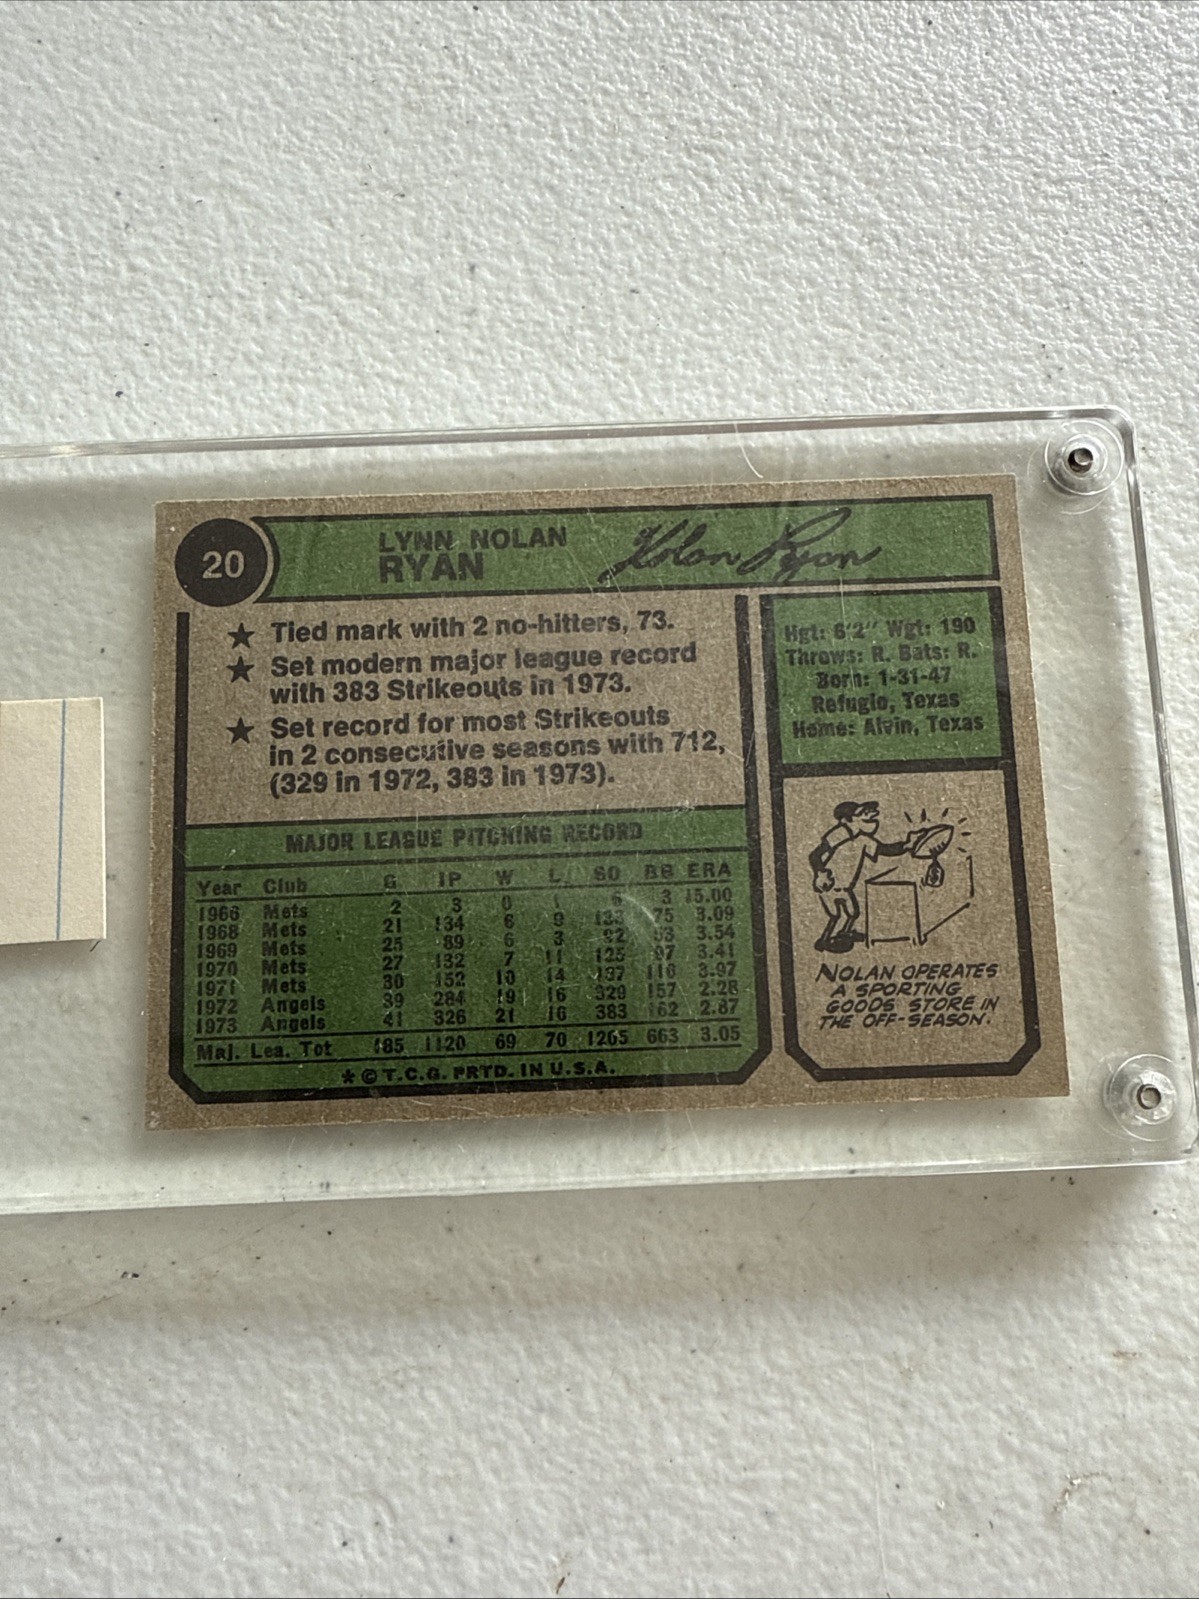 20
LYNN NOLAN
RYAN
Nolan Ryan
★ Tied mark with 2 no-hitters, 73.
★ Set modern major league record
with 383 Strikeouts in 1973.
★ Set record for most Strikeouts
in 2 consecutive seasons with 712,
(329 in 1972, 383 in 1973).
Hgt: 6'2" Wgt: 190
Throws: R. Bats: R.
Born: 1-31-47
Refugio, Texas
Home: Alvin, Texas
MAJOR LEAGUE PITCHING RECORD
Year Club G IP W L SO BB ERA
1966 Mets 2 3 0 1 6 3 15.00
1968 Mets 21 134 6 9 133 75 3.09
1969 Mets 25 89 6 3 92 53 3.54
1970 Mets 27 132 7 11 125 97 3.41
1971 Mets 30 152 10 14 137 116 3.97
1972 Angels 39 284 19 16 329 157 2.28
1973 Angels 41 326 21 16 383 162 2.87
Maj. Lea. Tot 185 1120 69 70 1205 663 3.05
* © T.C.G. PRTD. IN U.S.A.
NOLAN OPERATES
A SPORTING
GOODS STORE IN
THE OFF-SEASON.